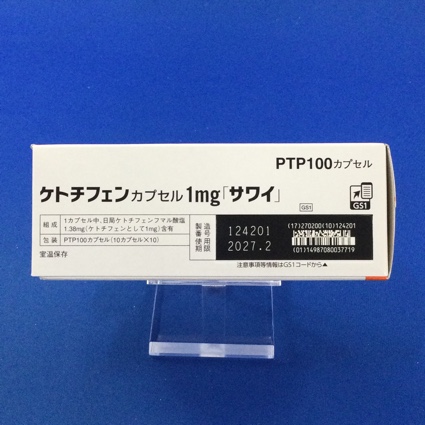 PTP100カプセル
ケトチフェンカプセル1mg「サワイ」
GS1
GS1
組成 1カプセル中、日局ケトチフェンフマル酸塩
1.38mg(ケトチフェンとして1mg)含有
包装 PTP100カプセル(10カプセル×10)
室温保存
製造番号 124201
使用期限 2027.2
(17)270200(10)124201
(01)14987080037719
注意事項等情報はGS1コードから▲